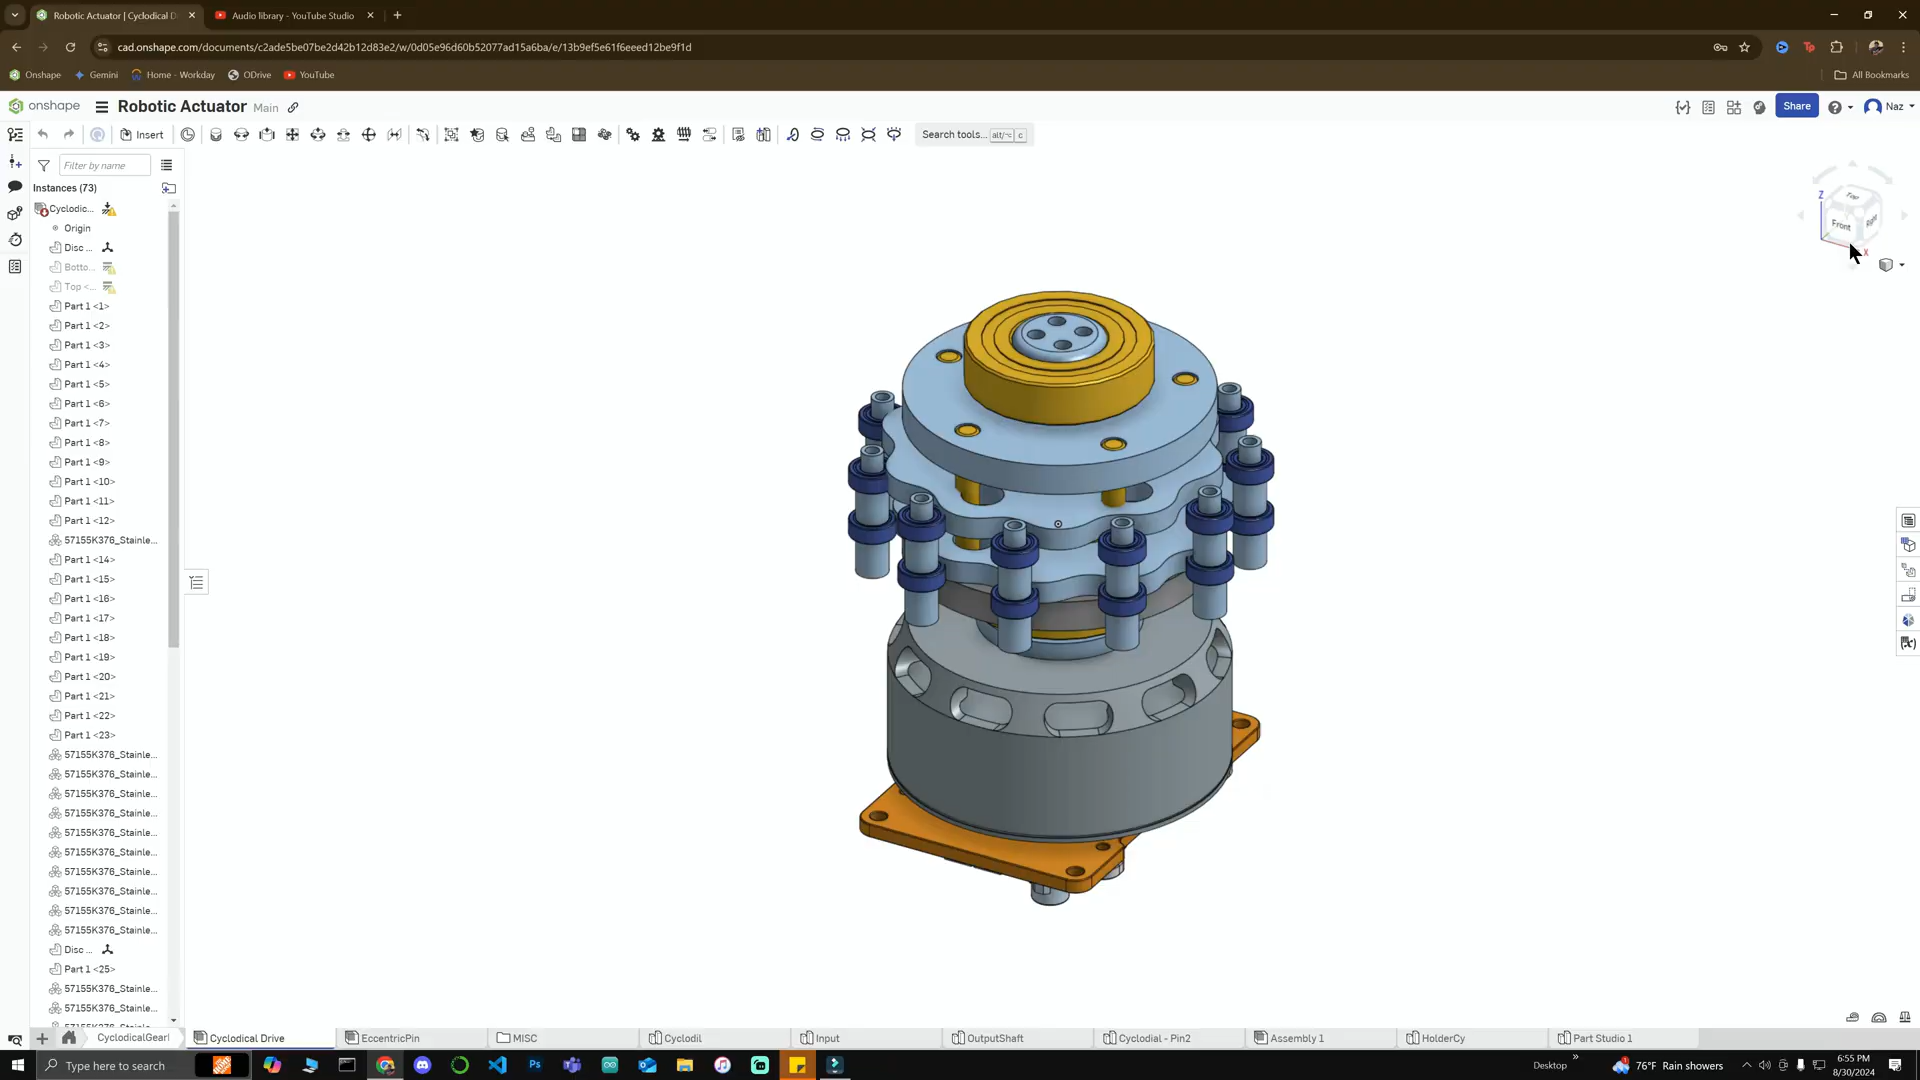 Robotic Actuator | Cyclodical D
Audio library - YouTube Studio
cad.onshape.com/documents/c2ade5be07be2d42b12d83e2/w/0d05e96d60b52077ad15a6ba/e/13b9ef5e61f6eeed12be9f1d
Onshape
Gemini
Home - Workday
ODrive
YouTube
All Bookmarks
onshape
Robotic Actuator
Main
Share
Naz
Insert
Search tools... alt/⌥ c
Filter by name
Instances (73)
Cyclodic...
Origin
Disc ...
Botto...
Top <...
Part 1 <1>
Part 1 <2>
Part 1 <3>
Part 1 <4>
Part 1 <5>
Part 1 <6>
Part 1 <7>
Part 1 <8>
Part 1 <9>
Part 1 <10>
Part 1 <11>
Part 1 <12>
57155K376_Stainle...
Part 1 <14>
Part 1 <15>
Part 1 <16>
Part 1 <17>
Part 1 <18>
Part 1 <19>
Part 1 <20>
Part 1 <21>
Part 1 <22>
Part 1 <23>
57155K376_Stainle...
57155K376_Stainle...
57155K376_Stainle...
57155K376_Stainle...
57155K376_Stainle...
57155K376_Stainle...
57155K376_Stainle...
57155K376_Stainle...
57155K376_Stainle...
57155K376_Stainle...
Disc ...
Part 1 <25>
57155K376_Stainle...
57155K376_Stainle...
Z
Top
Front
Right
X
CyclodicalGearl
Cyclodical Drive
EccentricPin
MISC
Cyclodil
Input
OutputShaft
Cyclodial - Pin2
Assembly 1
HolderCy
Part Studio 1
Type here to search
Desktop
76°F Rain showers
6:55 PM
8/30/2024